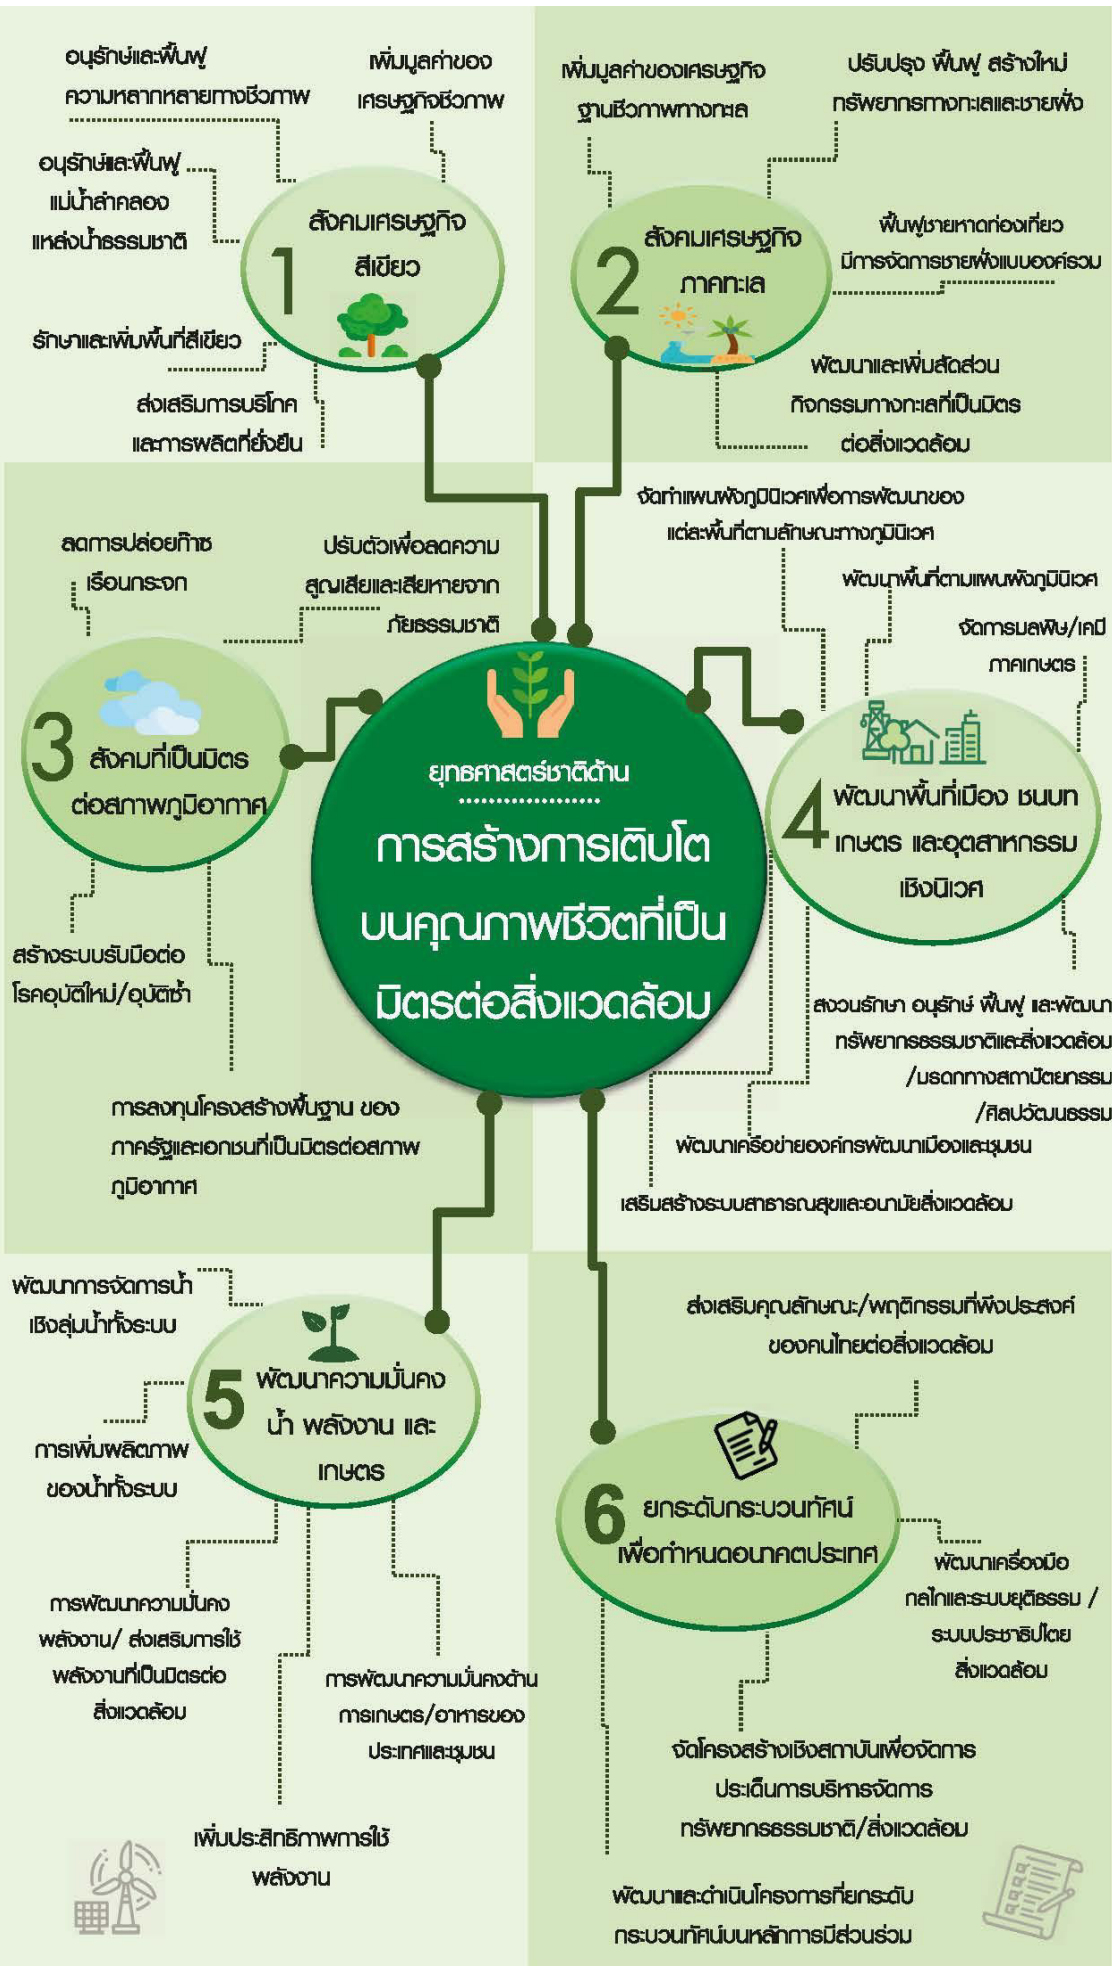 อนุรักษ์และฟื้นฟู
ความหลากหลายทางชีวภาพ
เพิ่มมูลค่าของ
เศรษฐกิจชีวภาพ
อนุรักษ์และฟื้นฟู
แม่น้ำลำคลอง
แหล่งน้ำธรรมชาติ
1
สังคมเศรษฐกิจ
สีเขียว
รักษาและเพิ่มพื้นที่สีเขียว
ส่งเสริมการบริโภค
และการผลิตที่ยั่งยืน
เพิ่มมูลค่าของเศรษฐกิจ
ฐานชีวภาพทางทะเล
ปรับปรุง ฟื้นฟู สร้างใหม่
ทรัพยากรทางทะเลและชายฝั่ง
2
สังคมเศรษฐกิจ
ภาคทะเล
ฟื้นฟูชายหาดท่องเที่ยว
มีการจัดการชายฝั่งแบบองค์รวม
พัฒนาและเพิ่มสัดส่วน
กิจกรรมทางทะเลที่เป็นมิตร
ต่อสิ่งแวดล้อม
ลดการปล่อยก๊าซ
เรือนกระจก
ปรับตัวเพื่อลดความ
สูญเสียและเสียหายจาก
ภัยธรรมชาติ
3
สังคมที่เป็นมิตร
ต่อสภาพภูมิอากาศ
สร้างระบบรับมือต่อ
โรคอุบัติใหม่/อุบัติซ้ำ
การลงทุนโครงสร้างพื้นฐาน ของ
ภาครัฐและเอกชนที่เป็นมิตรต่อสภาพ
ภูมิอากาศ
ยุทธศาสตร์ชาติด้าน
การสร้างการเติบโต
บนคุณภาพชีวิตที่เป็น
มิตรต่อสิ่งแวดล้อม
จัดทำแผนผังภูมินิเวศเพื่อการพัฒนาของ
แต่ละพื้นที่ตามลักษณะทางภูมินิเวศ
พัฒนาพื้นที่ตามแผนผังภูมินิเวศ
จัดการมลพิษ/เคมี
ภาคเกษตร
4
พัฒนาพื้นที่เมือง ชนบท
เกษตร และอุตสาหกรรม
เชิงนิเวศ
สงวนรักษา อนุรักษ์ ฟื้นฟู และพัฒนา
ทรัพยากรธรรมชาติและสิ่งแวดล้อม
/มรดกทางสถาปัตยกรรม
/ศิลปวัฒนธรรม
พัฒนาเครือข่ายองค์กรพัฒนาเมืองและชุมชน
เสริมสร้างระบบสาธารณสุขและอนามัยสิ่งแวดล้อม
พัฒนาการจัดการน้ำ
เชิงลุ่มน้ำทั้งระบบ
5
พัฒนาความมั่นคง
น้ำ พลังงาน และ
เกษตร
การเพิ่มผลิตภาพ
ของน้ำทั้งระบบ
การพัฒนาความมั่นคง
พลังงาน/ ส่งเสริมการใช้
พลังงานที่เป็นมิตรต่อ
สิ่งแวดล้อม
การพัฒนาความมั่นคงด้าน
การเกษตร/อาหารของ
ประเทศและชุมชน
เพิ่มประสิทธิภาพการใช้
พลังงาน
ส่งเสริมคุณลักษณะ/พฤติกรรมที่พึงประสงค์
ของคนไทยต่อสิ่งแวดล้อม
6
ยกระดับกระบวนทัศน์
เพื่อกำหนดอนาคตประเทศ
พัฒนาเครื่องมือ
กลไกและระบบยุติธรรม /
ระบบประชาธิปไตย
สิ่งแวดล้อม
จัดโครงสร้างเชิงสถาบันเพื่อจัดการ
ประเด็นการบริหารจัดการ
ทรัพยากรธรรมชาติ/สิ่งแวดล้อม
พัฒนาและดำเนินโครงการที่ยกระดับ
กระบวนทัศน์บนหลักการมีส่วนร่วม